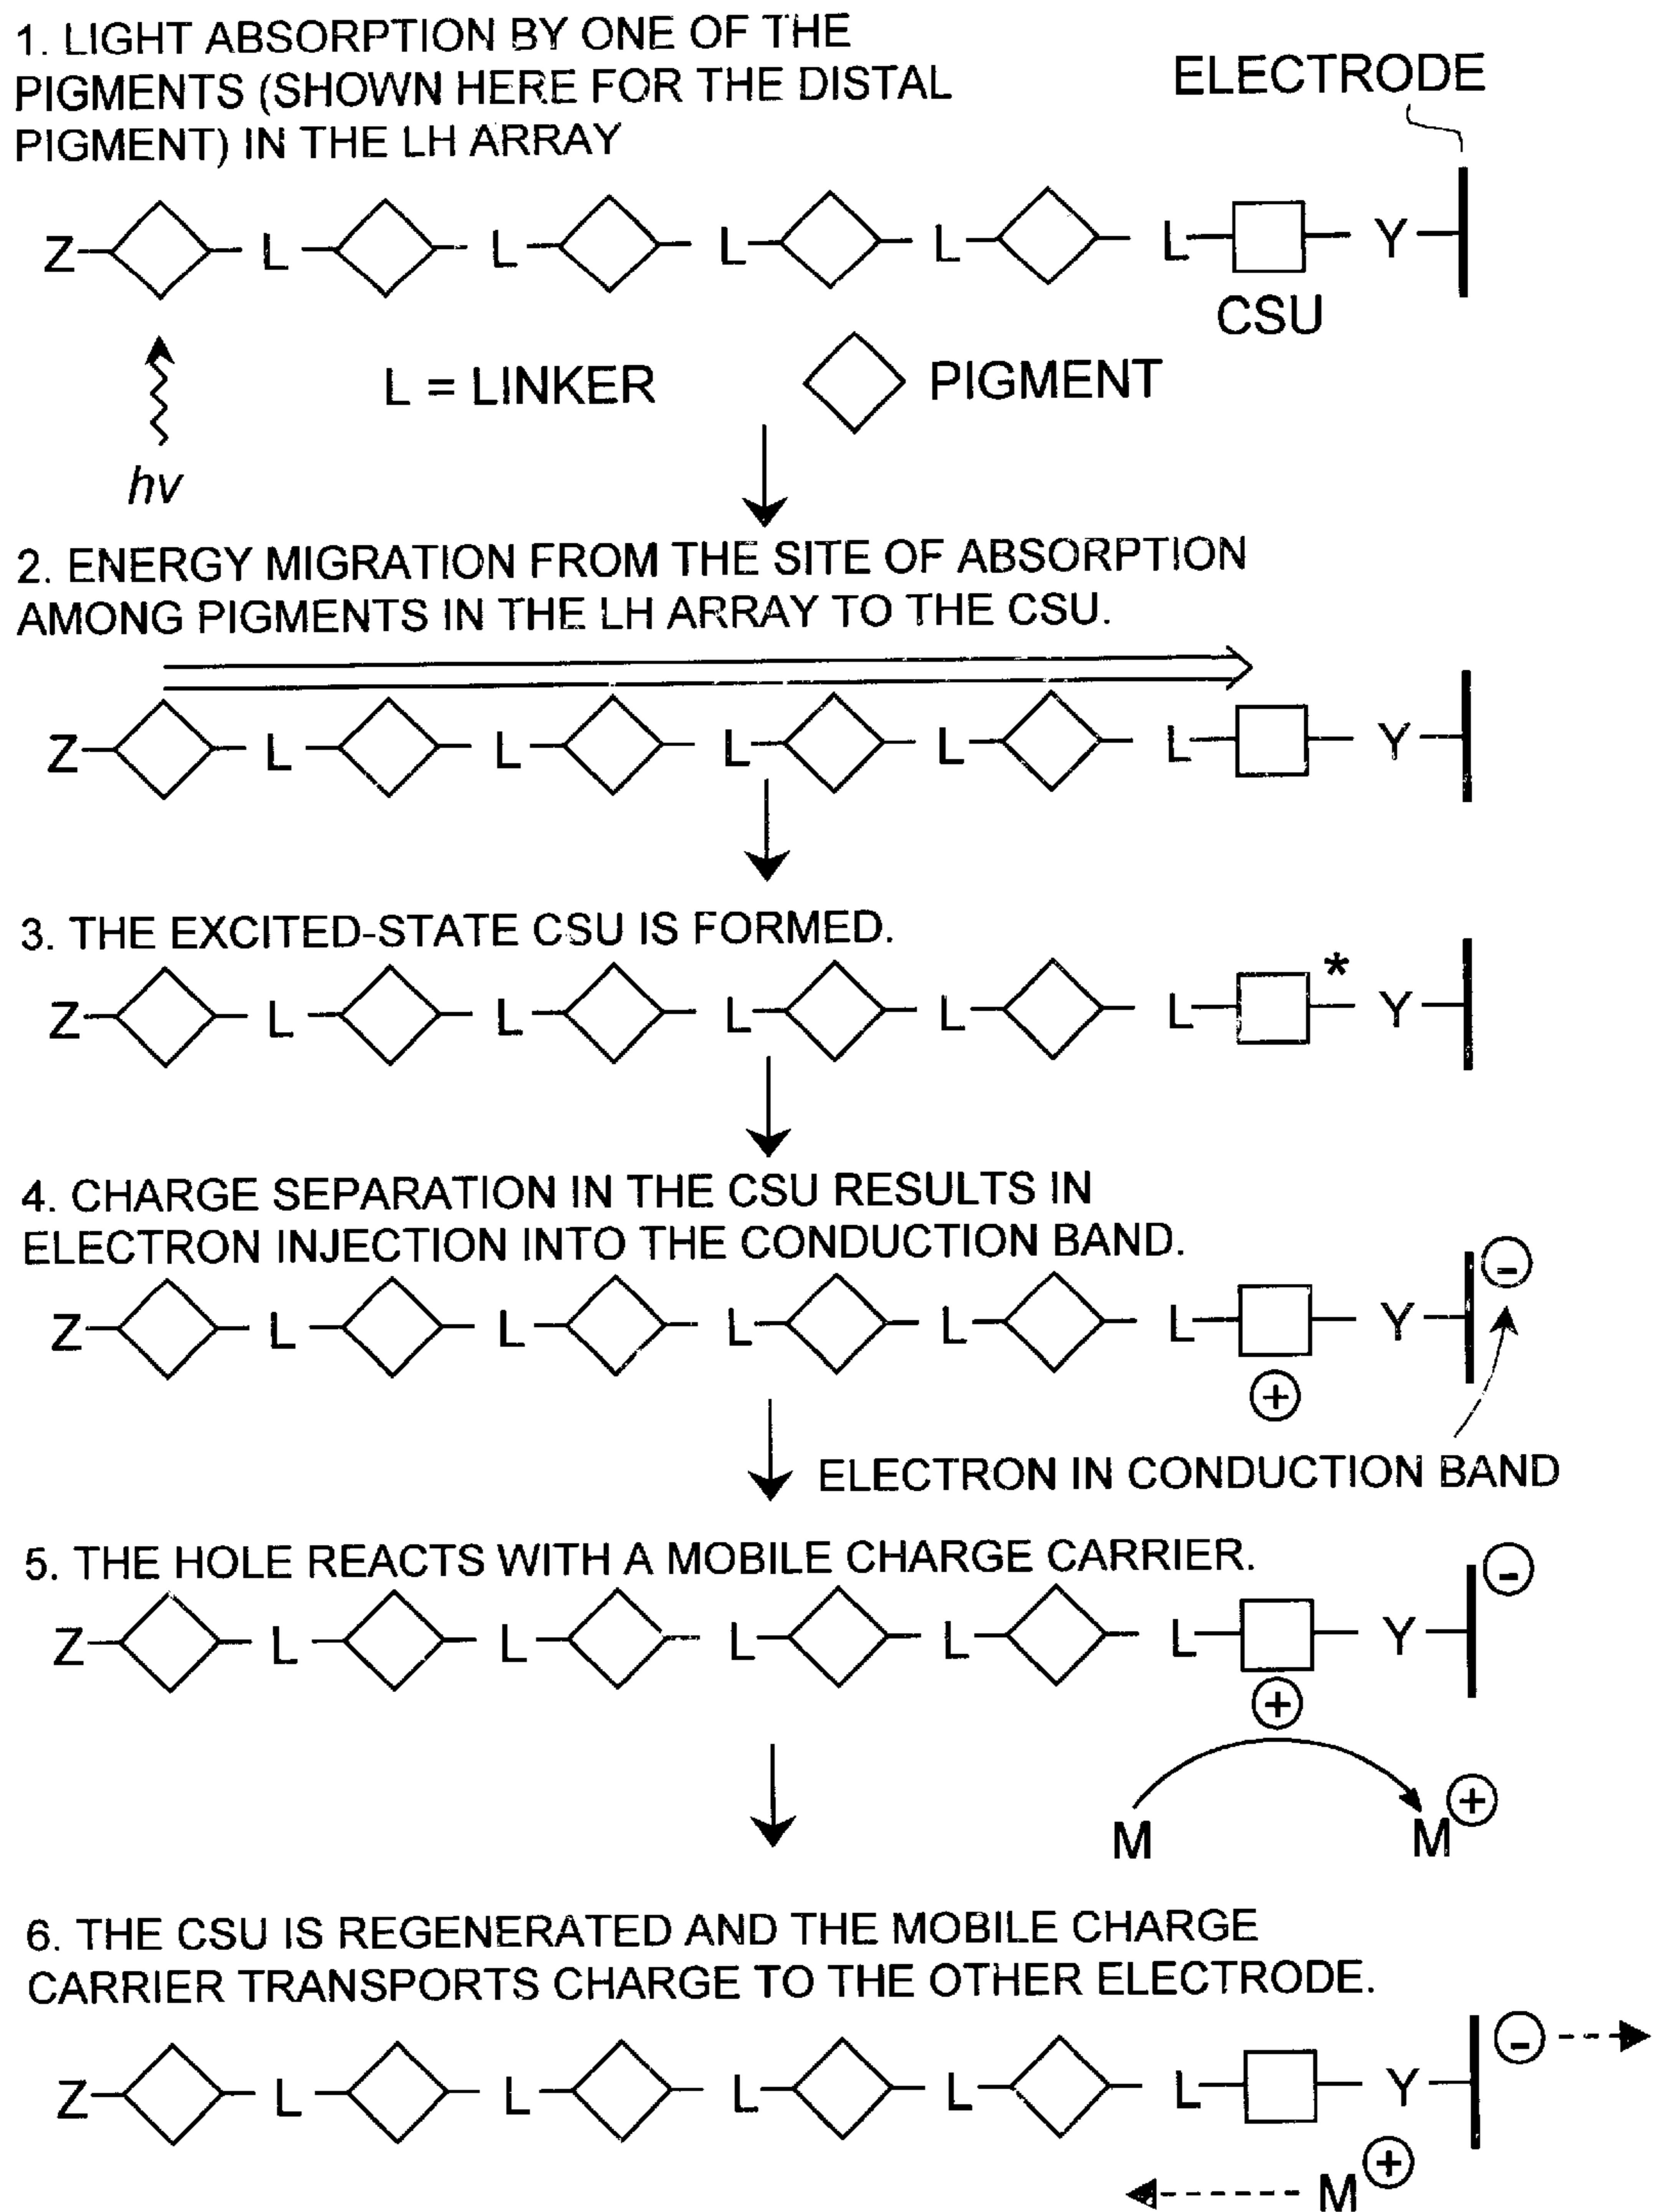 1. LIGHT ABSORPTION BY ONE OF THE
PIGMENTS (SHOWN HERE FOR THE DISTAL
PIGMENT) IN THE LH ARRAY
ELECTRODE
Z L L L L L Y
CSU
L = LINKER
PIGMENT
hν
2. ENERGY MIGRATION FROM THE SITE OF ABSORPTION
AMONG PIGMENTS IN THE LH ARRAY TO THE CSU.
Z L L L L L Y
3. THE EXCITED-STATE CSU IS FORMED.
Z L L L L L * Y
4. CHARGE SEPARATION IN THE CSU RESULTS IN
ELECTRON INJECTION INTO THE CONDUCTION BAND.
-
Z L L L L L Y
+
ELECTRON IN CONDUCTION BAND
5. THE HOLE REACTS WITH A MOBILE CHARGE CARRIER.
-
Z L L L L L Y
+
M M +
6. THE CSU IS REGENERATED AND THE MOBILE CHARGE
CARRIER TRANSPORTS CHARGE TO THE OTHER ELECTRODE.
-
Z L L L L L Y
M +